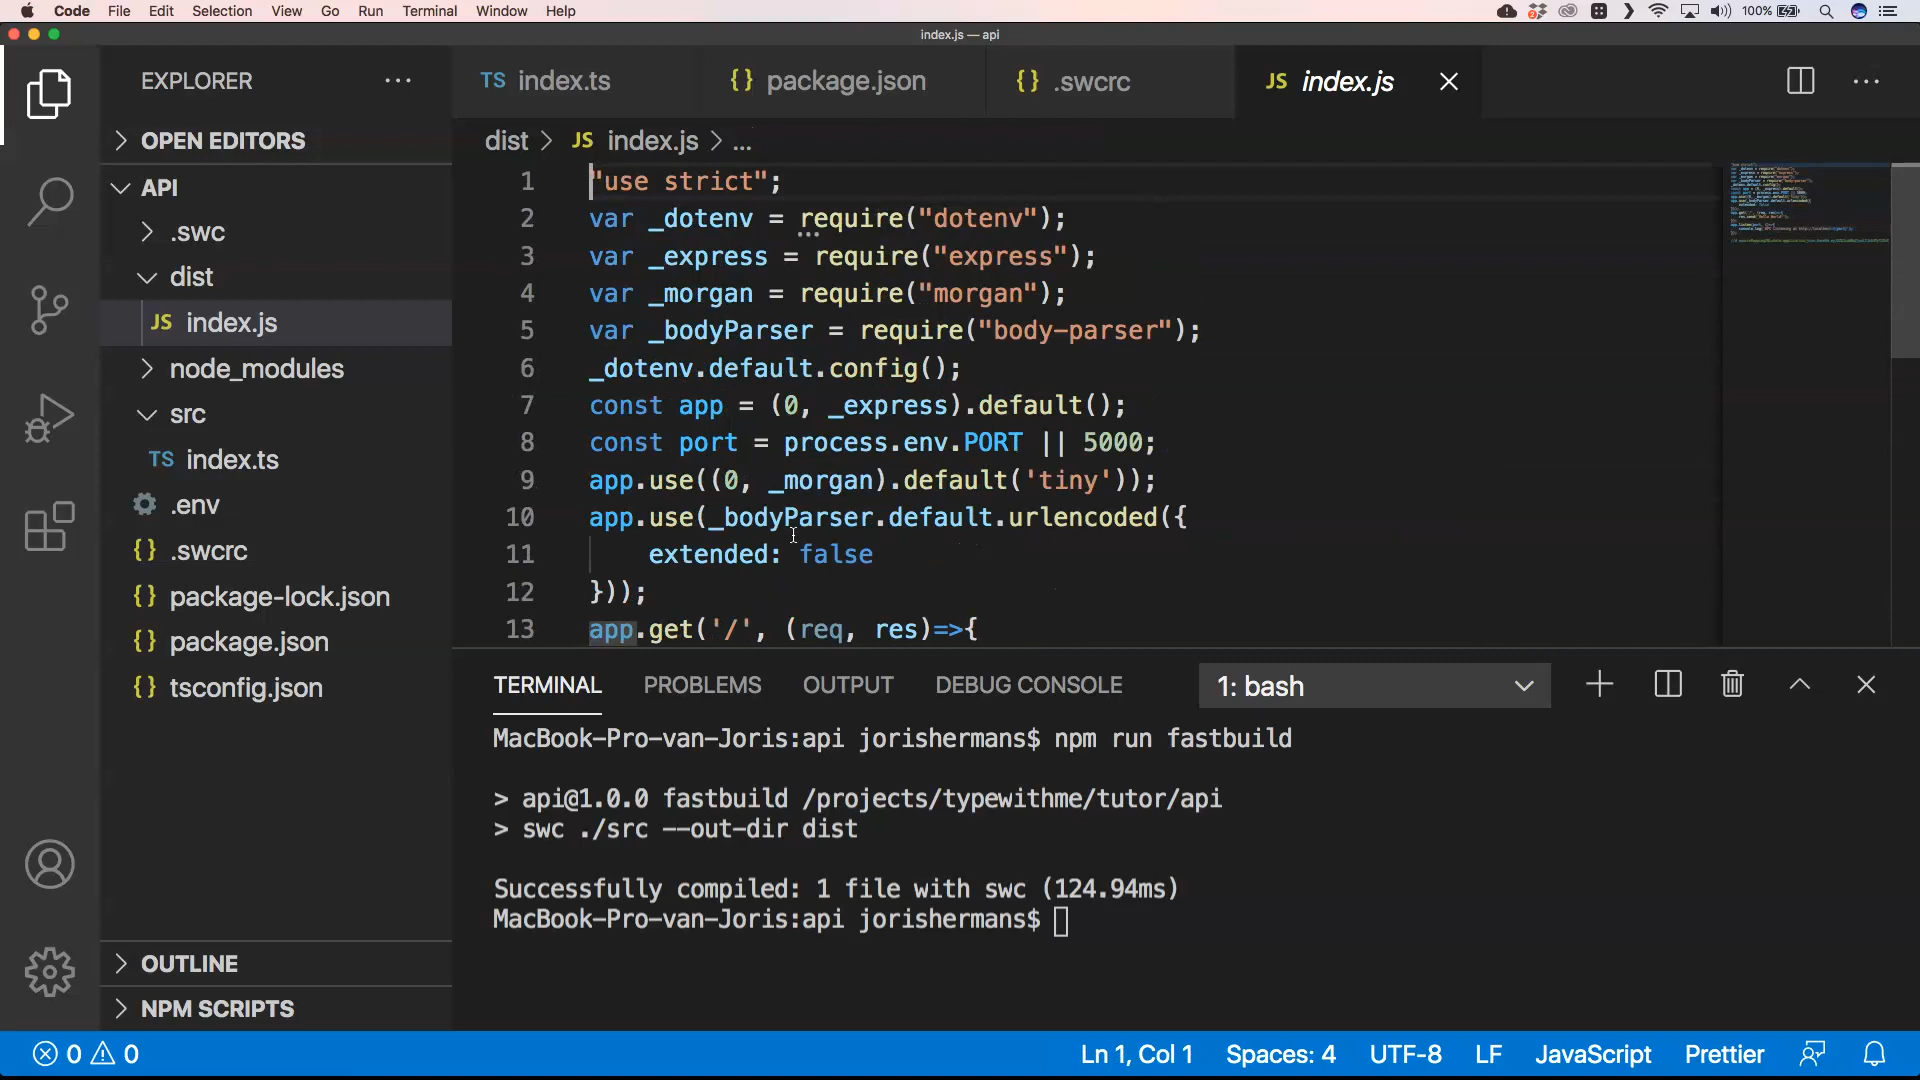 Code File Edit Selection View Go Run Terminal Window Help 2 100%
index.js — api
EXPLORER ...
TS index.ts {} package.json {} .swcrc JS index.js
OPEN EDITORS
dist > JS index.js > ...
API
.swc
dist
JS index.js
node_modules
src
TS index.ts
.env
{} .swcrc
{} package-lock.json
{} package.json
{} tsconfig.json
OUTLINE
NPM SCRIPTS
1 "use strict";
2 var _dotenv = require("dotenv");
3 var _express = require("express");
4 var _morgan = require("morgan");
5 var _bodyParser = require("body-parser");
6 _dotenv.default.config();
7 const app = (0, _express).default();
8 const port = process.env.PORT || 5000;
9 app.use((0, _morgan).default('tiny'));
10 app.use(_bodyParser.default.urlencoded({
11 extended: false
12 }));
13 app.get('/', (req, res)=>{
TERMINAL PROBLEMS OUTPUT DEBUG CONSOLE 1: bash
MacBook-Pro-van-Joris:api jorishermans$ npm run fastbuild
> api@1.0.0 fastbuild /projects/typewithme/tutor/api
> swc ./src --out-dir dist
Successfully compiled: 1 file with swc (124.94ms)
MacBook-Pro-van-Joris:api jorishermans$
0 0 Ln 1, Col 1 Spaces: 4 UTF-8 LF JavaScript Prettier